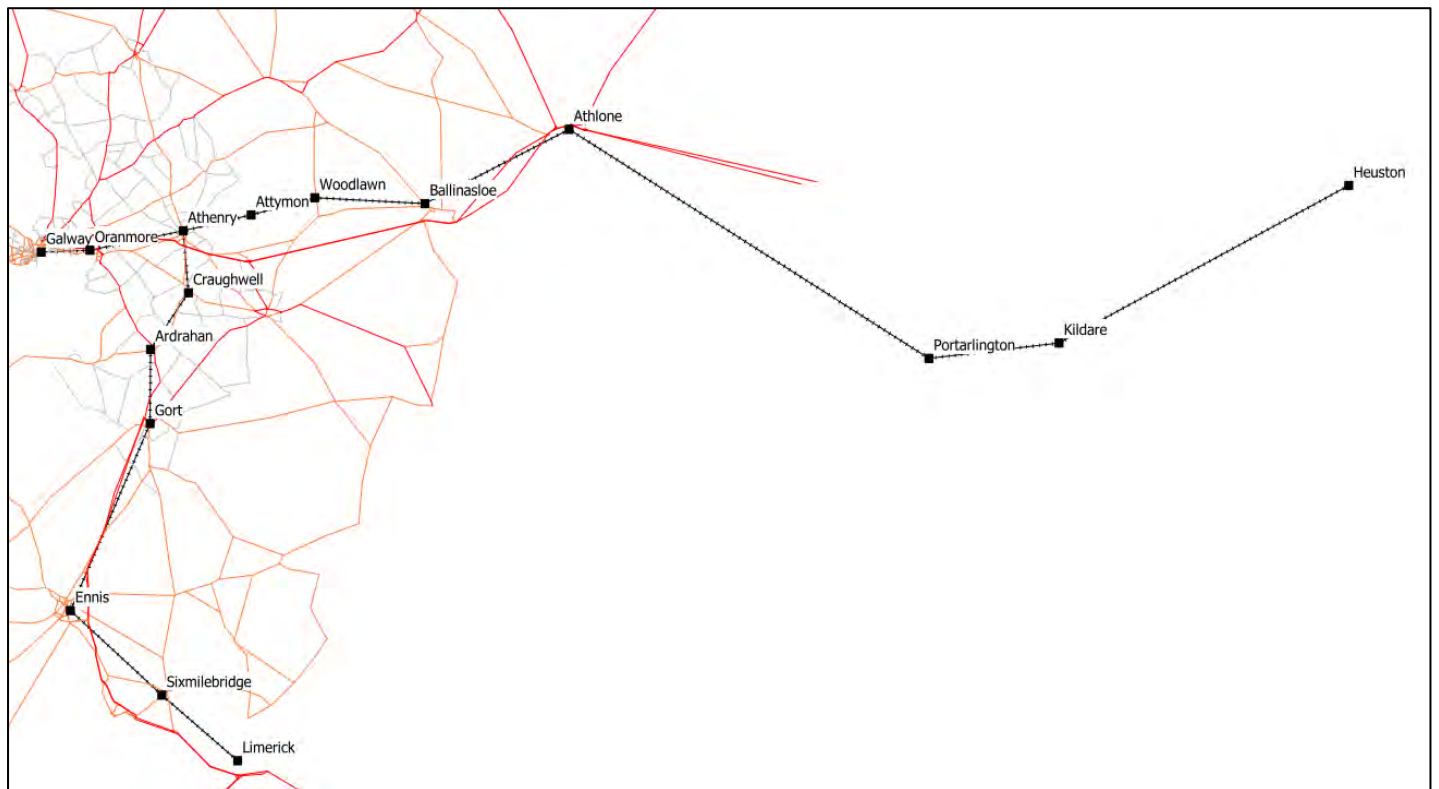 Athlone
Heuston
Woodlawn
Ballinasloe
Attymon
Athenry
Galway
Oranmore
Craughwell
Ardrahan
Kildare
Portarlington
Gort
Ennis
Sixmilebridge
Limerick